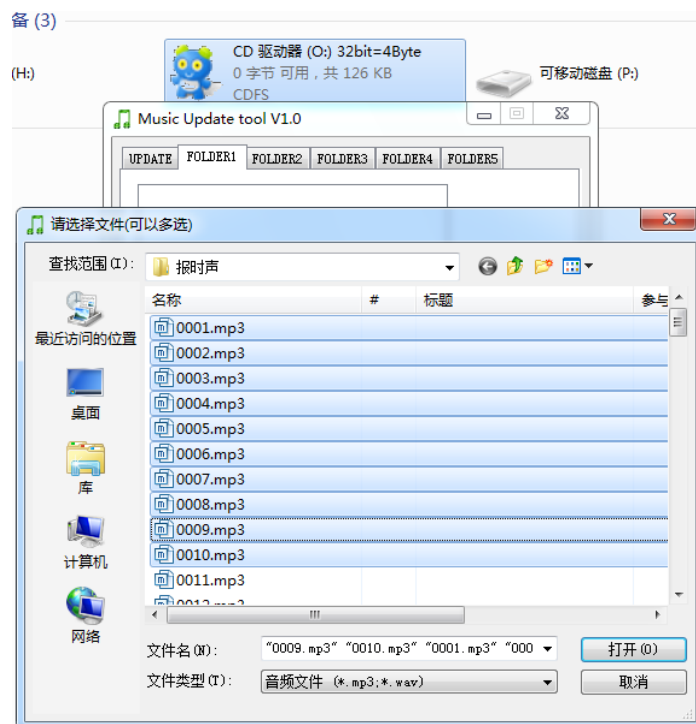 备 (3)
CD 驱动器 (O:) 32bit=4Byte
(H:)
0 字节 可用，共 126 KB
可移动磁盘 (P:)
CDFS
Music Update tool V1.0
UPDATE FOLDER1 FOLDER2 FOLDER3 FOLDER4 FOLDER5
请选择文件(可以多选)
查找范围(I): 报时声
名称 # 标题 参与
最近访问的位置
桌面
库
计算机
网络
0001.mp3
0002.mp3
0003.mp3
0004.mp3
0005.mp3
0006.mp3
0007.mp3
0008.mp3
0009.mp3
0010.mp3
0011.mp3
0012.mp3
文件名(N): "0009.mp3" "0010.mp3" "0001.mp3" "000 打开(O)
文件类型(T): 音频文件 (*.mp3;*.wav) 取消